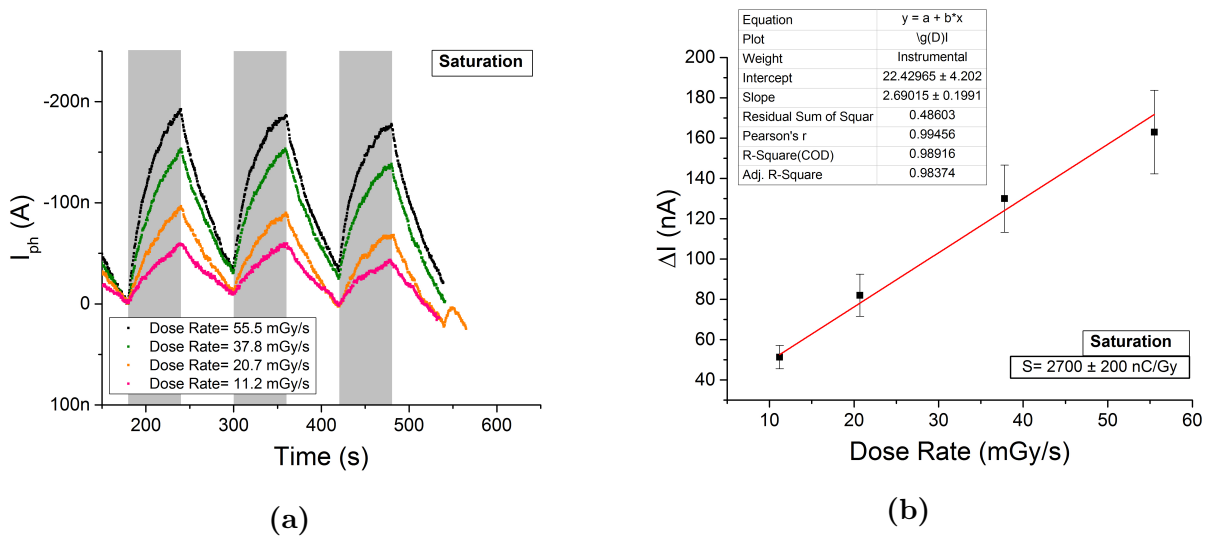 Saturation
-200n
-100n
0
100n
I_ph (A)
Dose Rate= 55.5 mGy/s
Dose Rate= 37.8 mGy/s
Dose Rate= 20.7 mGy/s
Dose Rate= 11.2 mGy/s
200 300 400 500 600
Time (s)
(a)
Equation y = a + b*x
Plot \g(D)I
Weight Instrumental
Intercept 22.42965 ± 4.202
Slope 2.69015 ± 0.1991
Residual Sum of Squar 0.48603
Pearson's r 0.99456
R-Square(COD) 0.98916
Adj. R-Square 0.98374
200
180
160
140
120
100
80
60
40
ΔI (nA)
Saturation
S= 2700 ± 200 nC/Gy
10 20 30 40 50 60
Dose Rate (mGy/s)
(b)